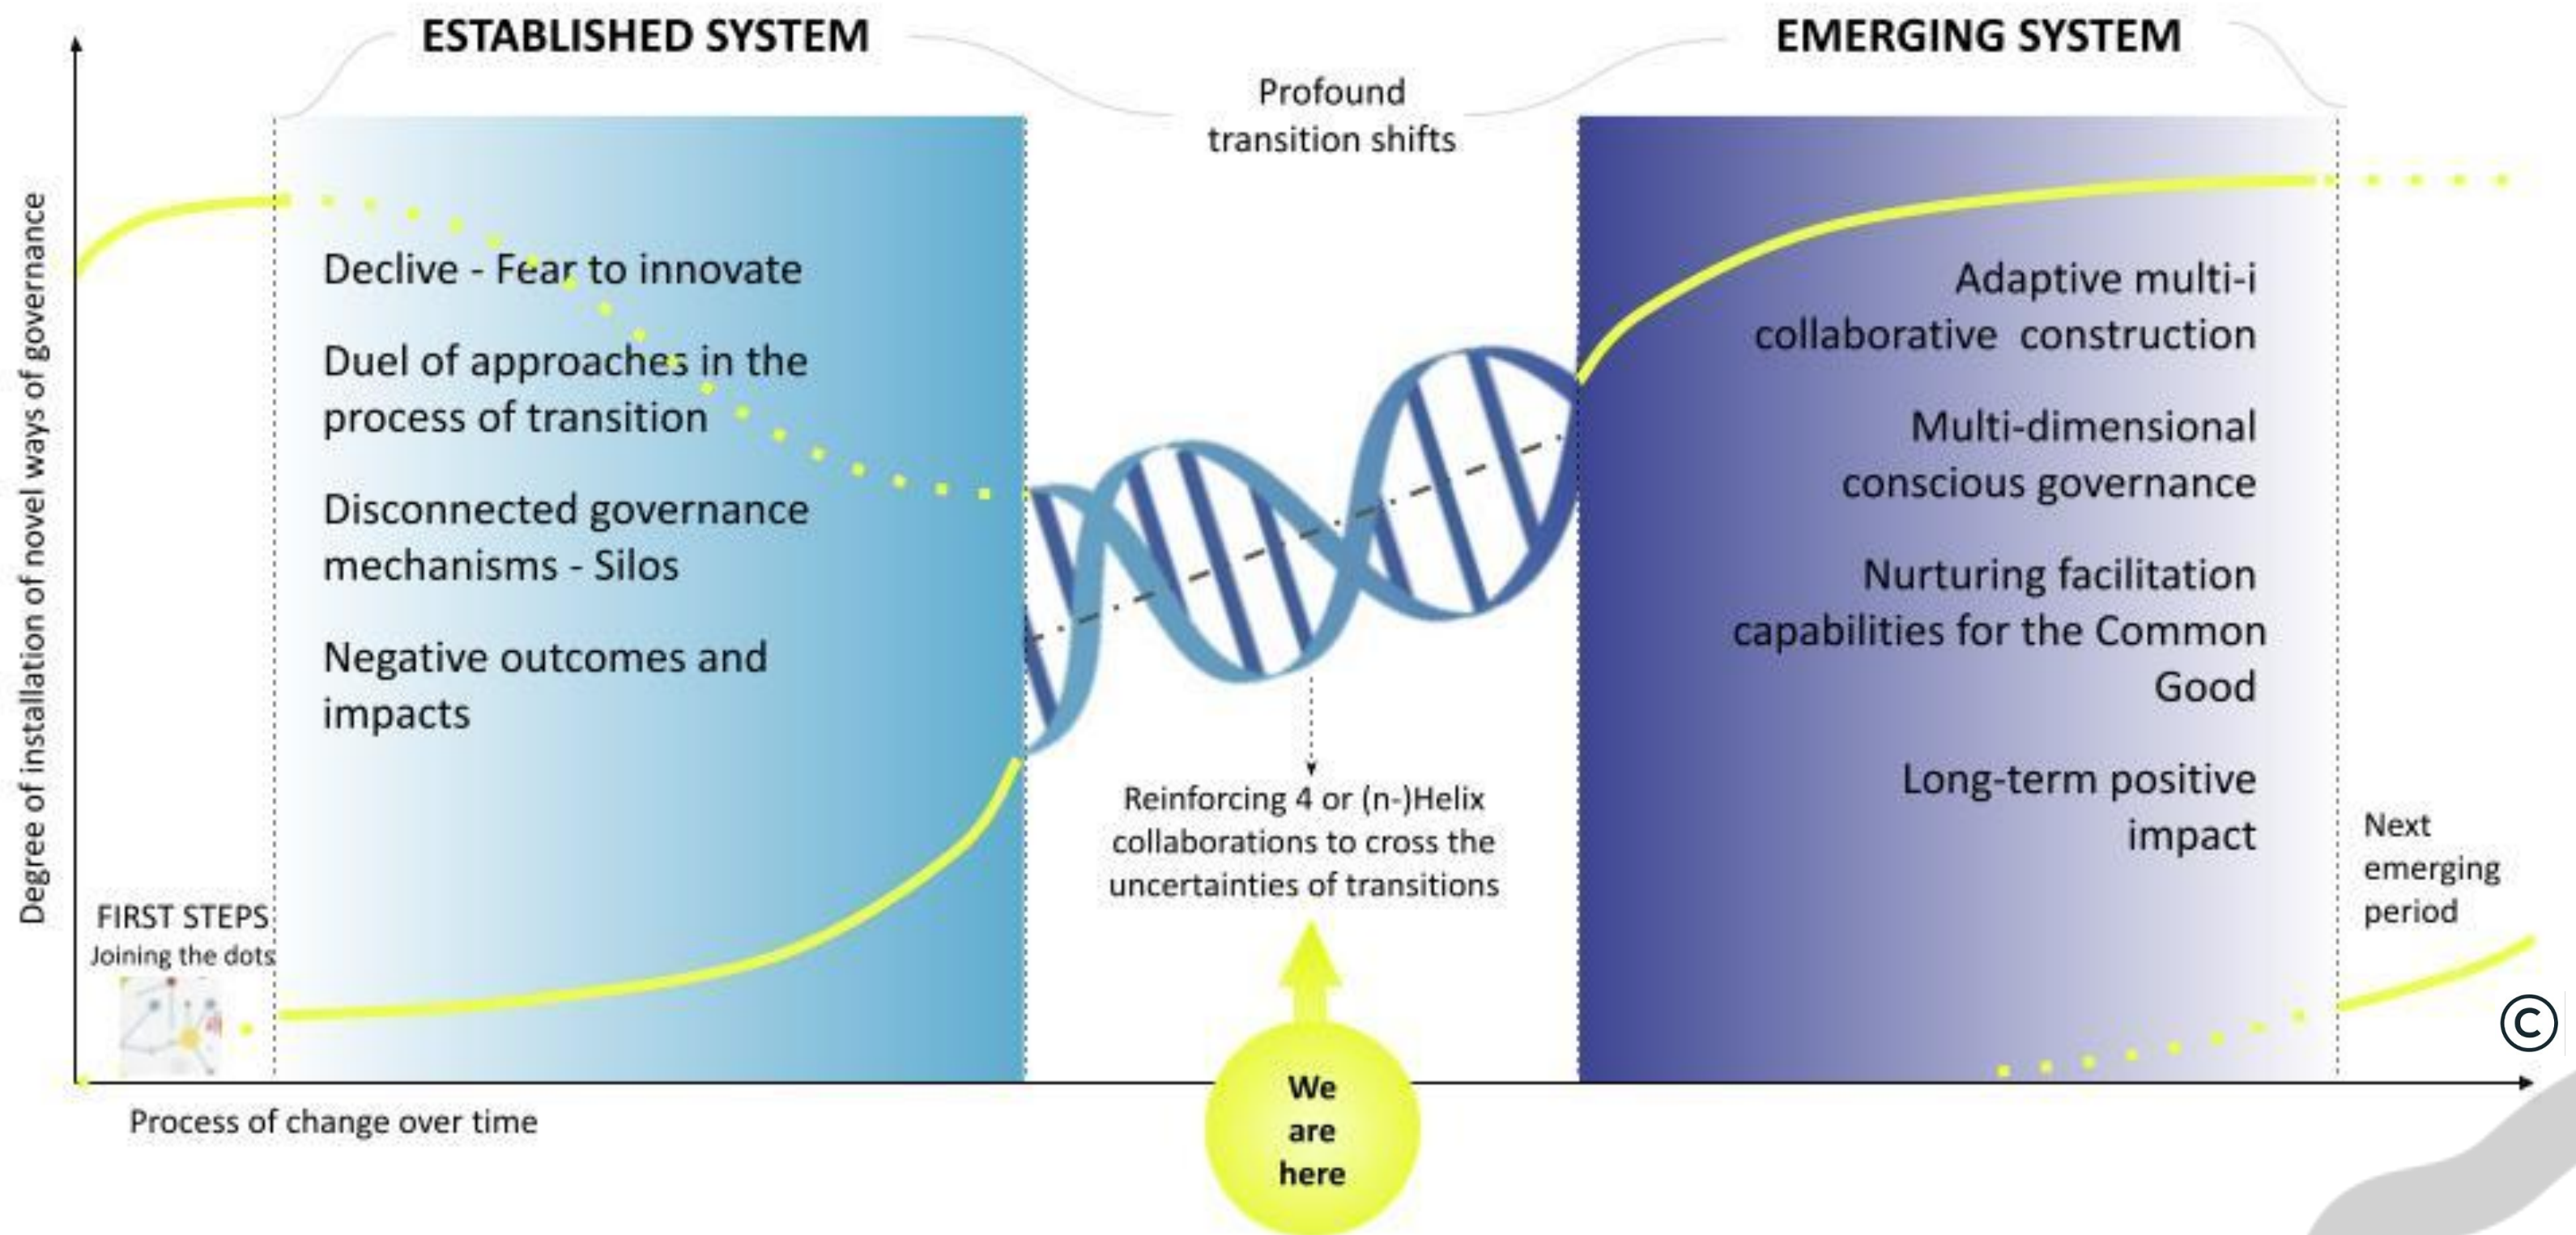 ESTABLISHED SYSTEM
EMERGING SYSTEM
Profound
transition shifts
Degree of installation of novel ways of governance
Declive - Fear to innovate
Duel of approaches in the
process of transition
Disconnected governance
mechanisms - Silos
Negative outcomes and
impacts
Adaptive multi-i
collaborative construction
Multi-dimensional
conscious governance
Nurturing facilitation
capabilities for the Common
Good
Long-term positive
impact
Reinforcing 4 or (n-)Helix
collaborations to cross the
uncertainties of transitions
Next
emerging
period
FIRST STEPS
Joining the dots
©
We
are
here
Process of change over time